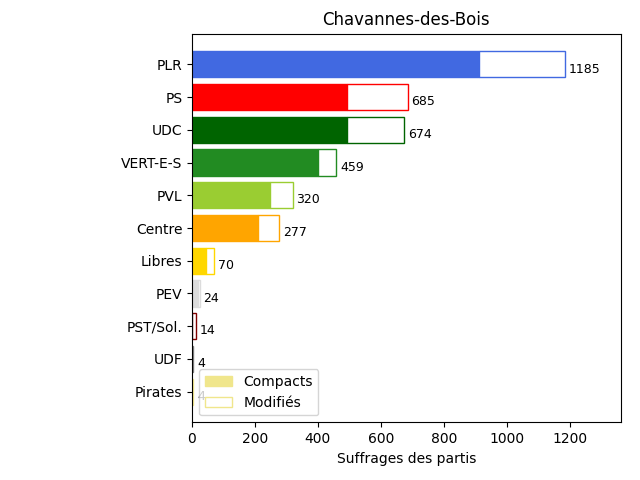 Chavannes-des-Bois
PLR 1185
PS 685
UDC 674
VERT-E-S 459
PVL 320
Centre 277
Libres 70
PEV 24
PST/Sol. 14
UDF 4
Pirates 4
Compacts
Modifiés
0 200 400 600 800 1000 1200
Suffrages des partis